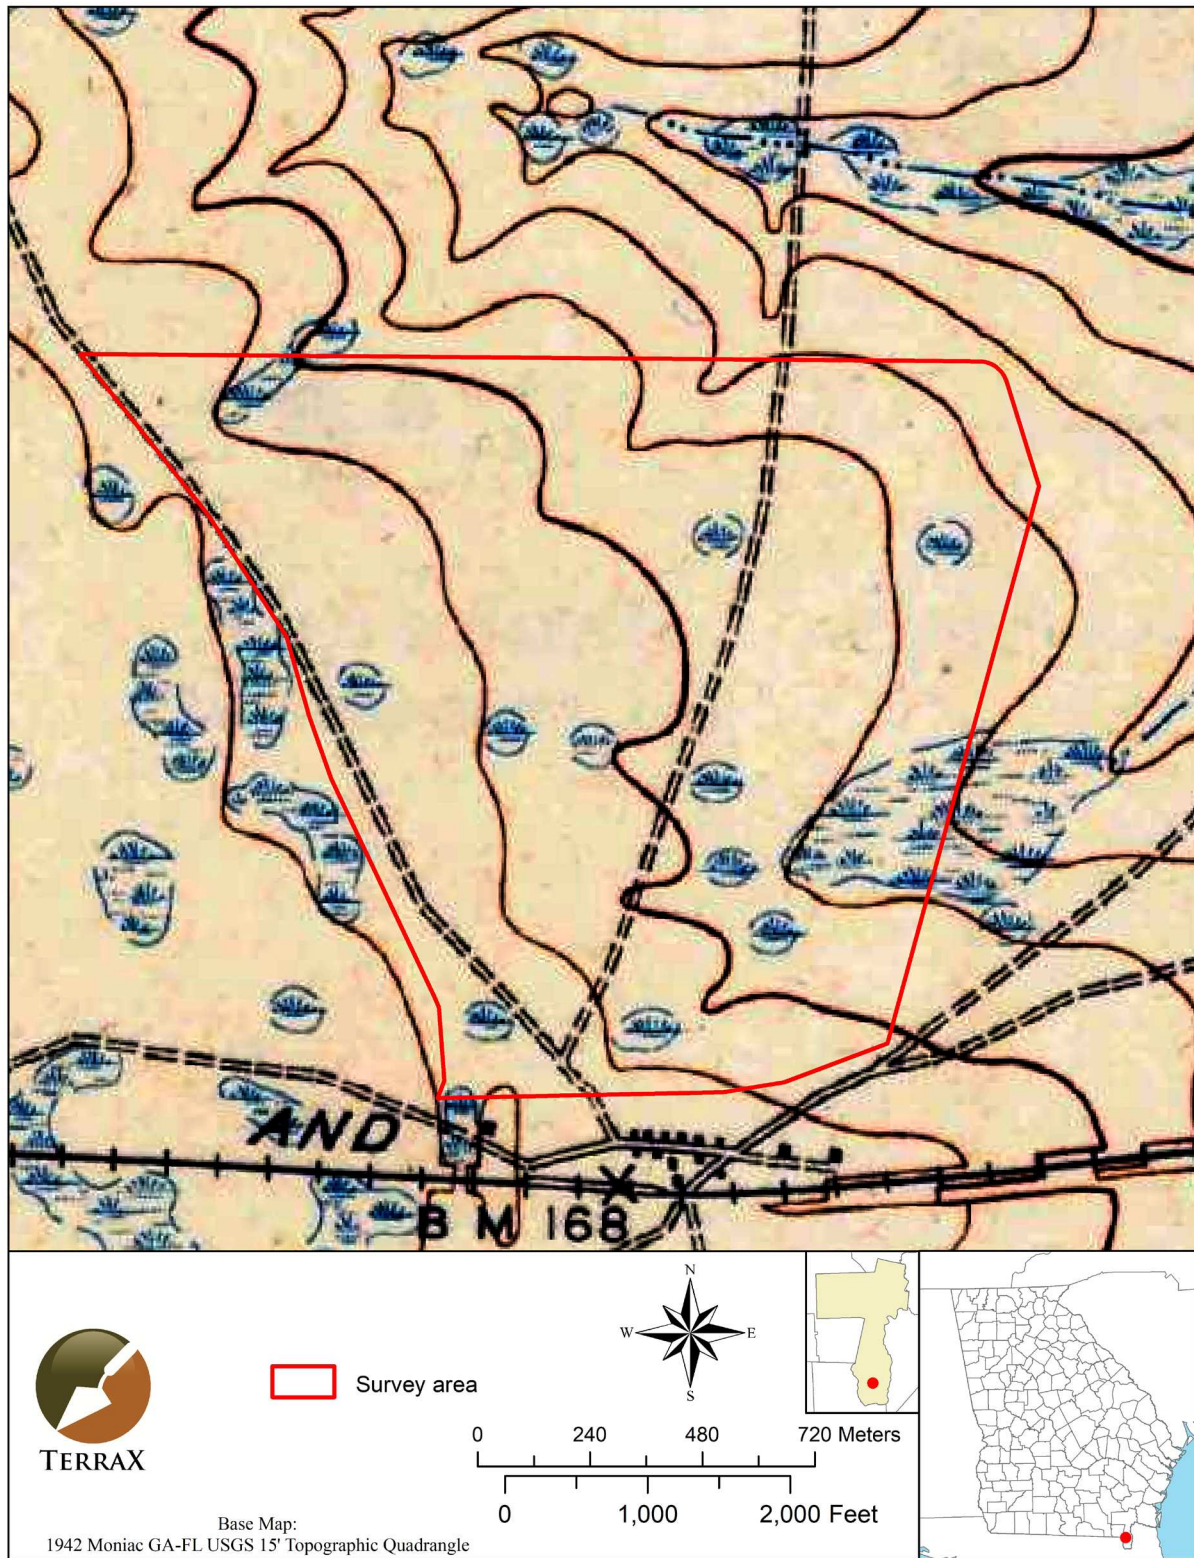 AND
B M 168
N
W E
S
Survey area
0 240 480 720 Meters
0 1,000 2,000 Feet
TERRAX
Base Map:
1942 Moniac GA-FL USGS 15' Topographic Quadrangle